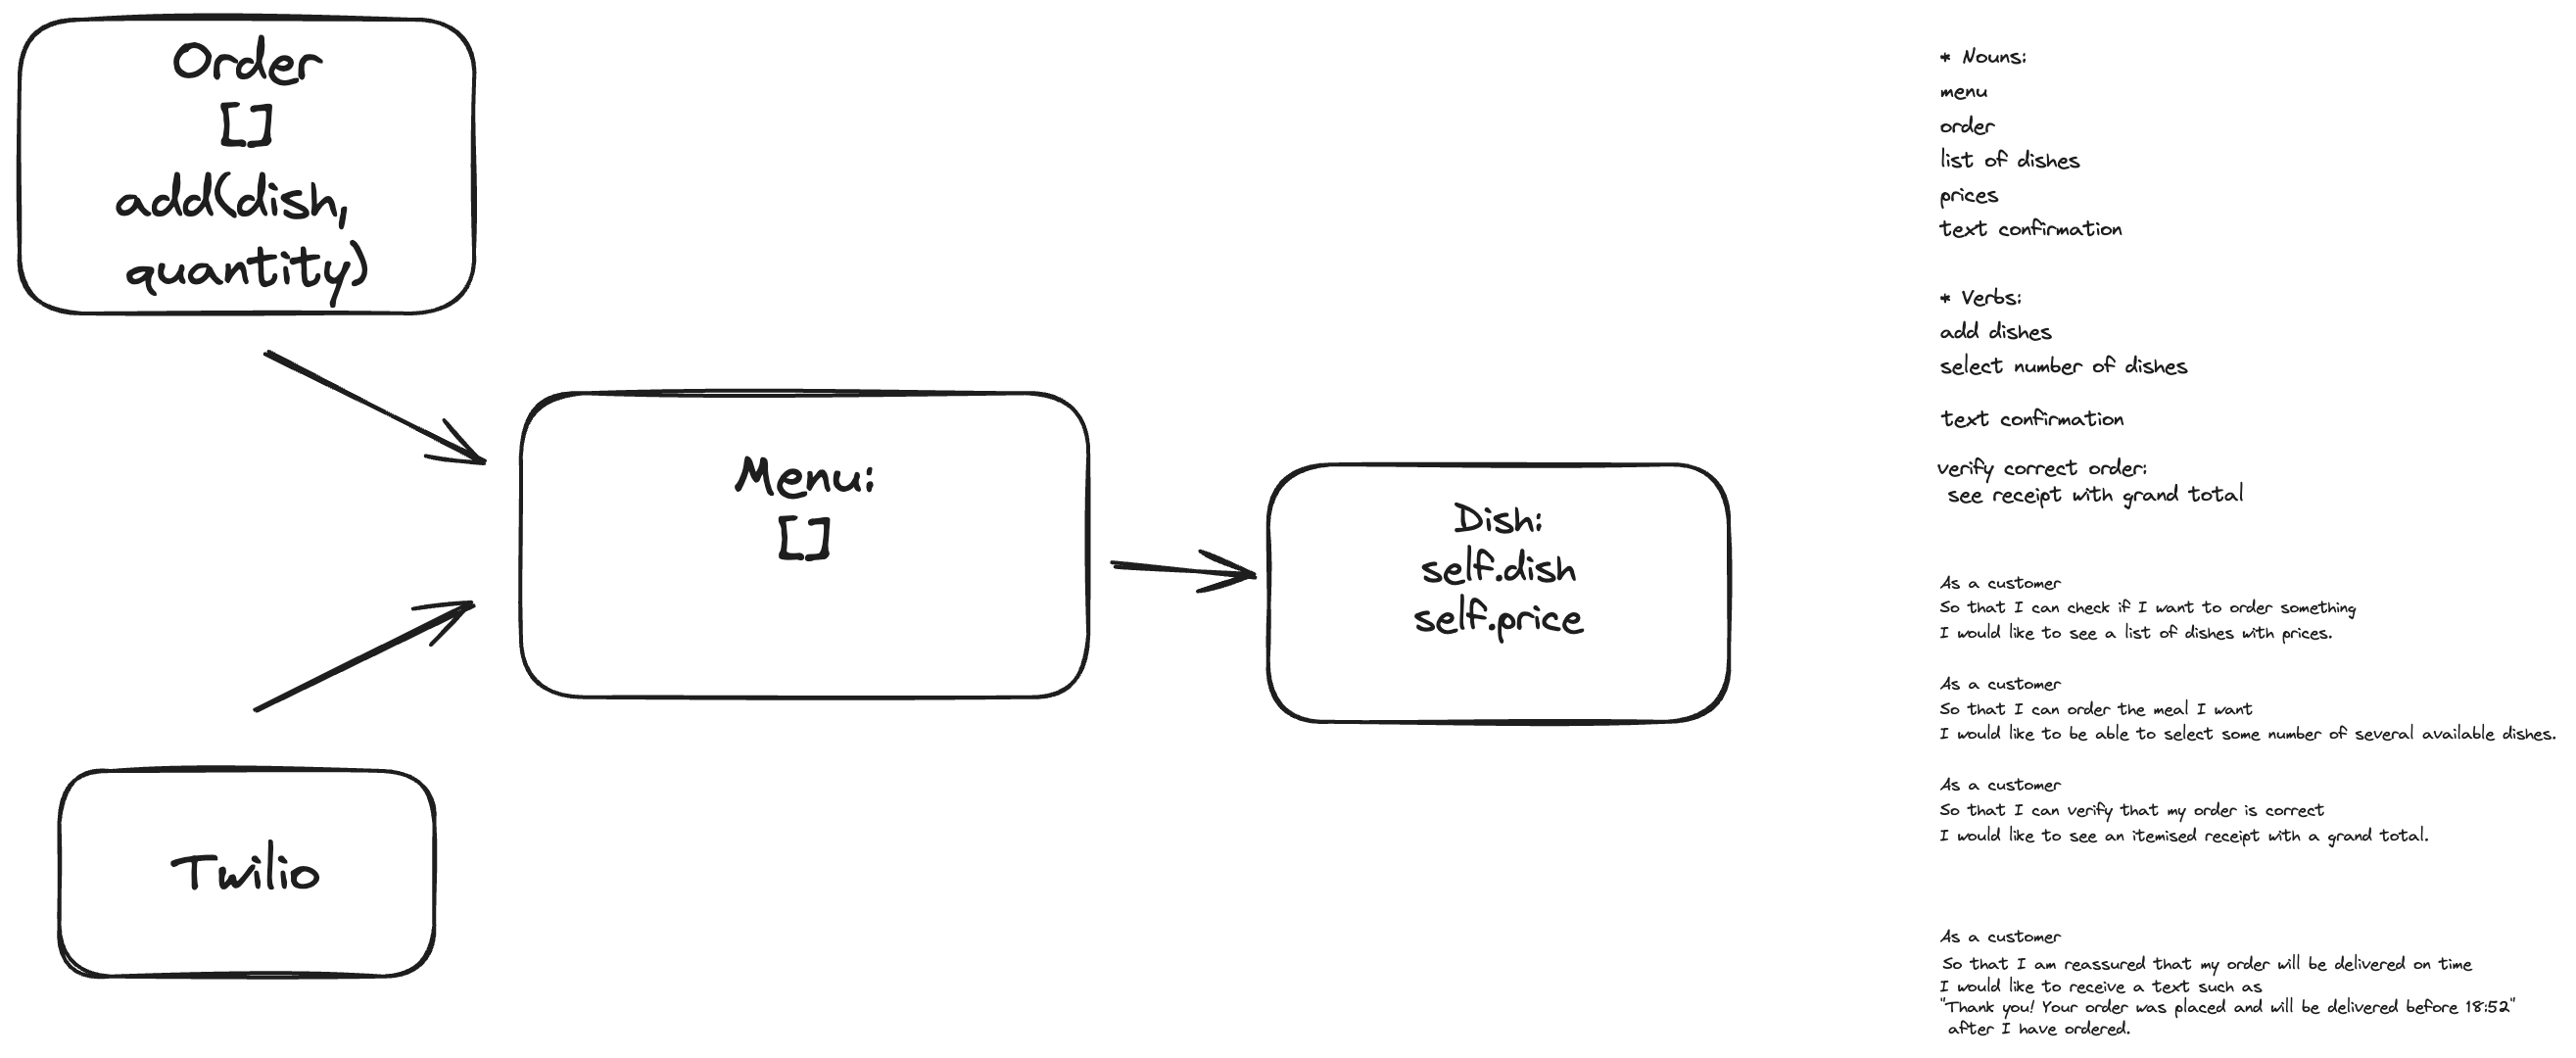 Order
[]
add(dish,
quantity)
Menu:
[]
Dish:
self.dish
self.price
Twilio
* Nouns:
menu
order
list of dishes
prices
text confirmation
* Verbs:
add dishes
select number of dishes
text confirmation
verify correct order:
see receipt with grand total
As a customer
So that I can check if I want to order something
I would like to see a list of dishes with prices.
As a customer
So that I can order the meal I want
I would like to be able to select some number of several available dishes.
As a customer
So that I can verify that my order is correct
I would like to see an itemised receipt with a grand total.
As a customer
So that I am reassured that my order will be delivered on time
I would like to receive a text such as
"Thank you! Your order was placed and will be delivered before 18:52"
after I have ordered.